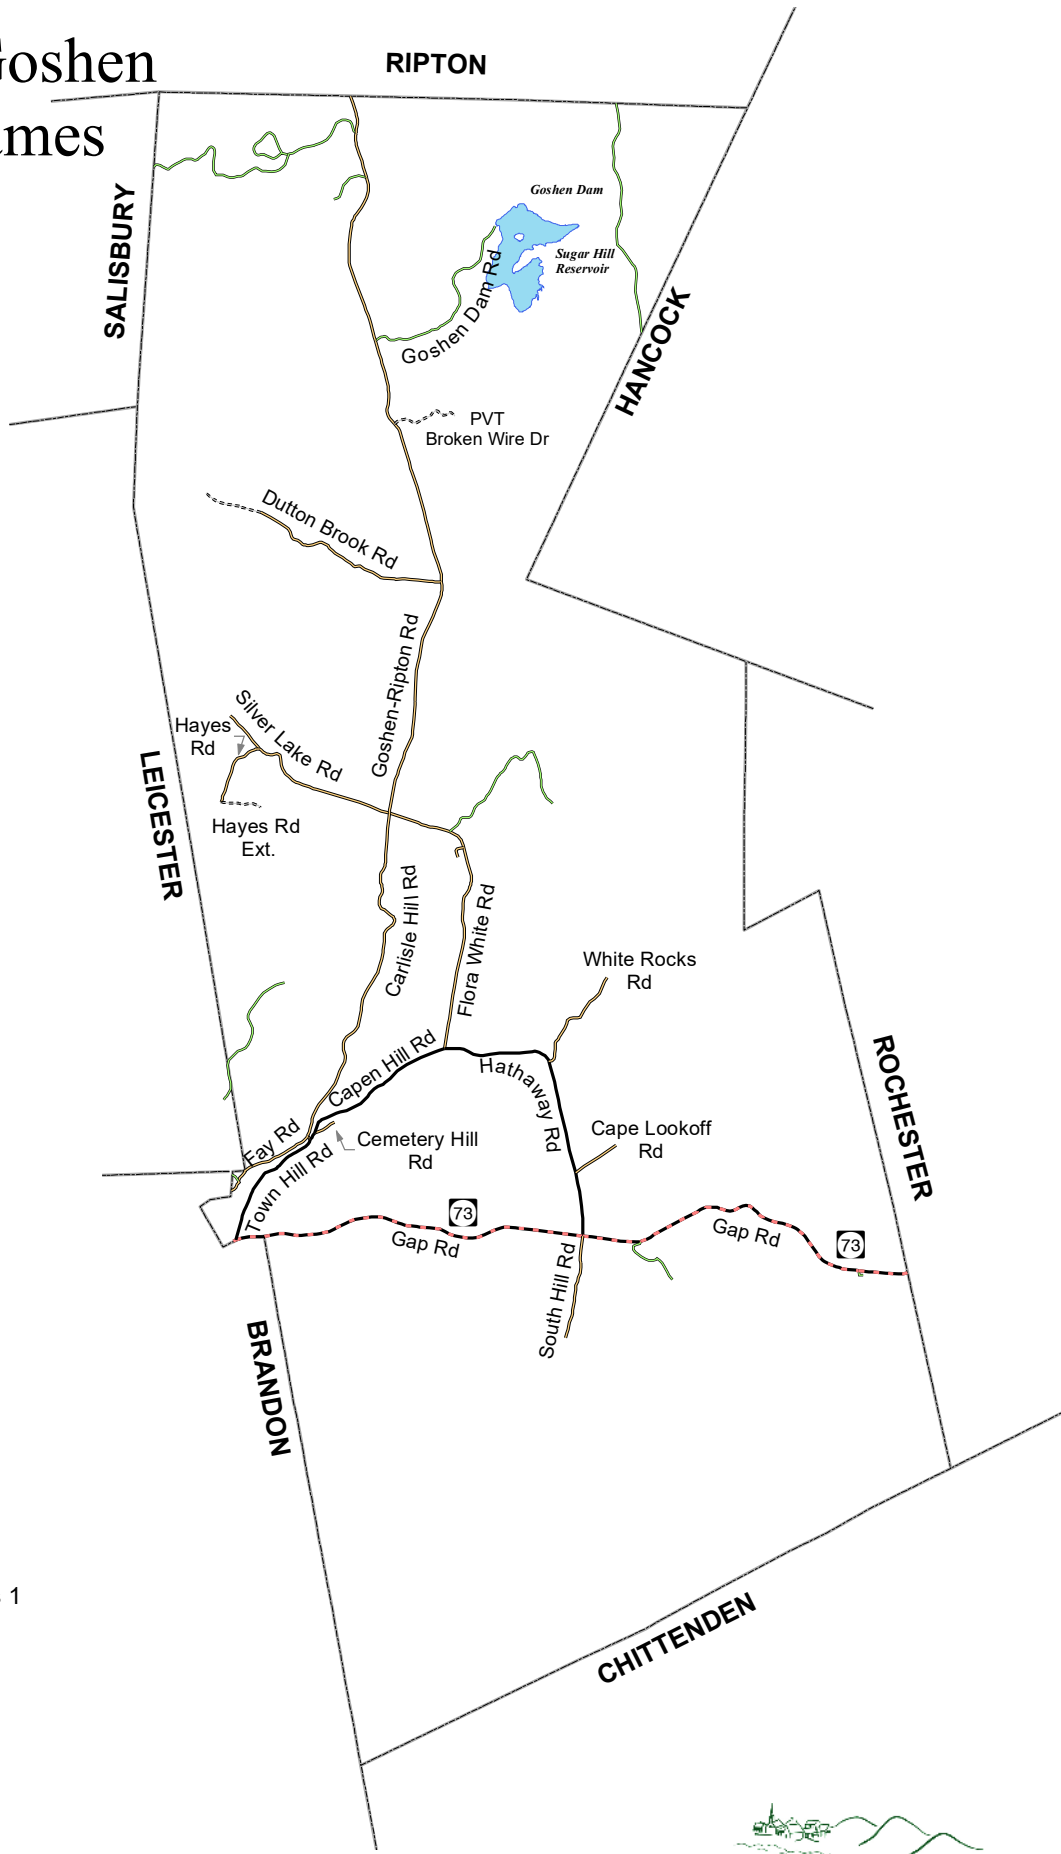 Goshen
ames
RIPTON
SALISBURY
Goshen Dam
Sugar Hill
Reservoir
Goshen Dam Rd
HANCOCK
PVT
Broken Wire Dr
Dutton Brook Rd
Goshen-Ripton Rd
Silver Lake Rd
Hayes
Rd
LEICESTER
Hayes Rd
Ext.
Carlisle Hill Rd
Flora White Rd
White Rocks
Rd
Capen Hill Rd
Hathaway Rd
ROCHESTER
Fay Rd
Cemetery Hill
Rd
Cape Lookoff
Rd
Town Hill Rd
73
Gap Rd
Gap Rd
73
South Hill Rd
BRANDON
1
CHITTENDEN